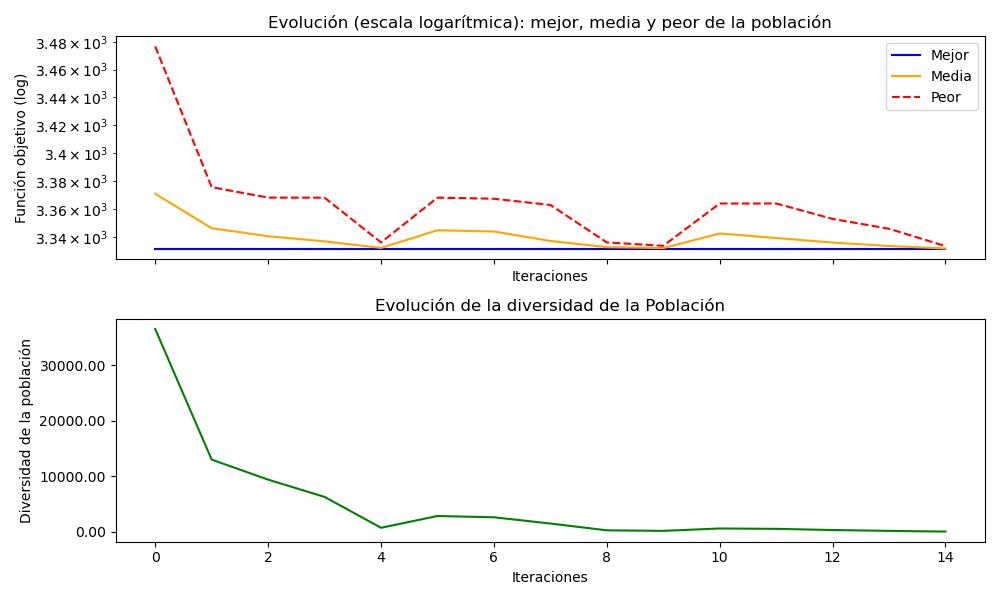 Evolución (escala logarítmica): mejor, media y peor de la población
3.48 × 10³
3.46 × 10³
3.44 × 10³
3.42 × 10³
3.4 × 10³
3.38 × 10³
3.36 × 10³
3.34 × 10³
Función objetivo (log)
Mejor
Media
Peor
Iteraciones
Evolución de la diversidad de la Población
30000.00
20000.00
10000.00
0.00
Diversidad de la población
0 2 4 6 8 10 12 14
Iteraciones